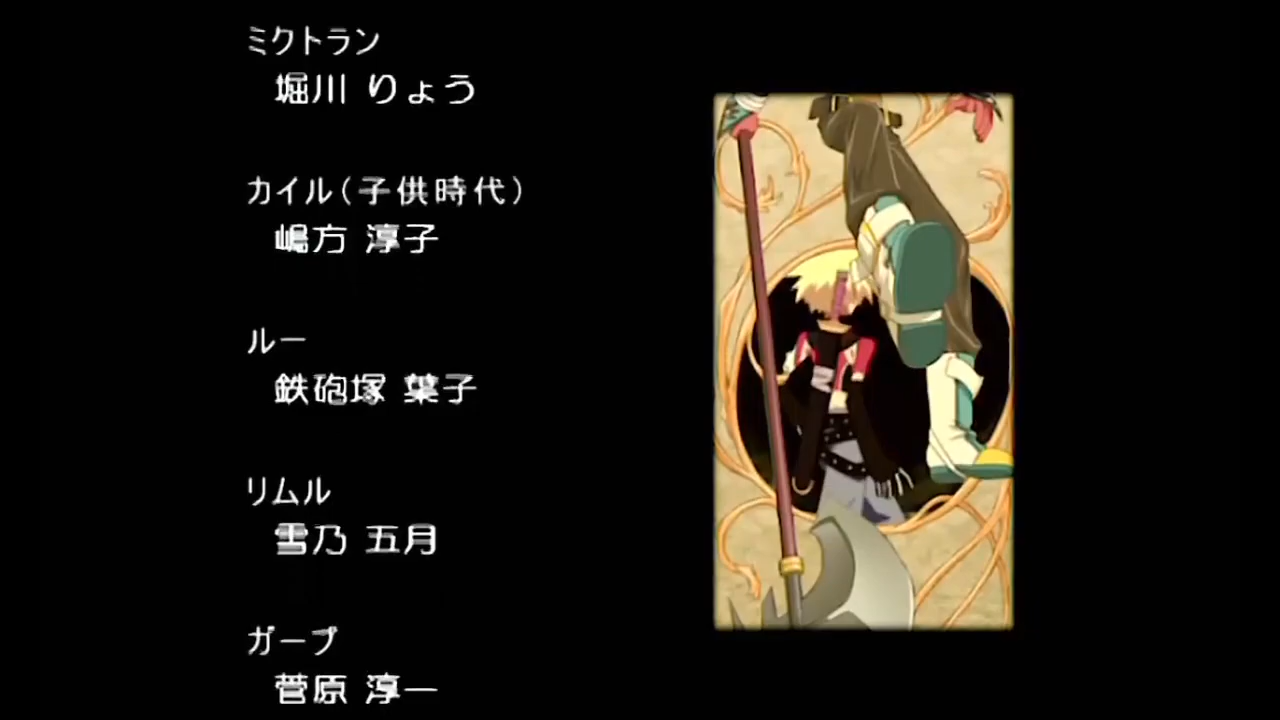 ミクトラン
堀川 りょう
カイル(子供時代)
嶋方 淳子
ルー
鉄砲塚 葉子
リムル
雪乃 五月
ガーブ
菅原 淳一